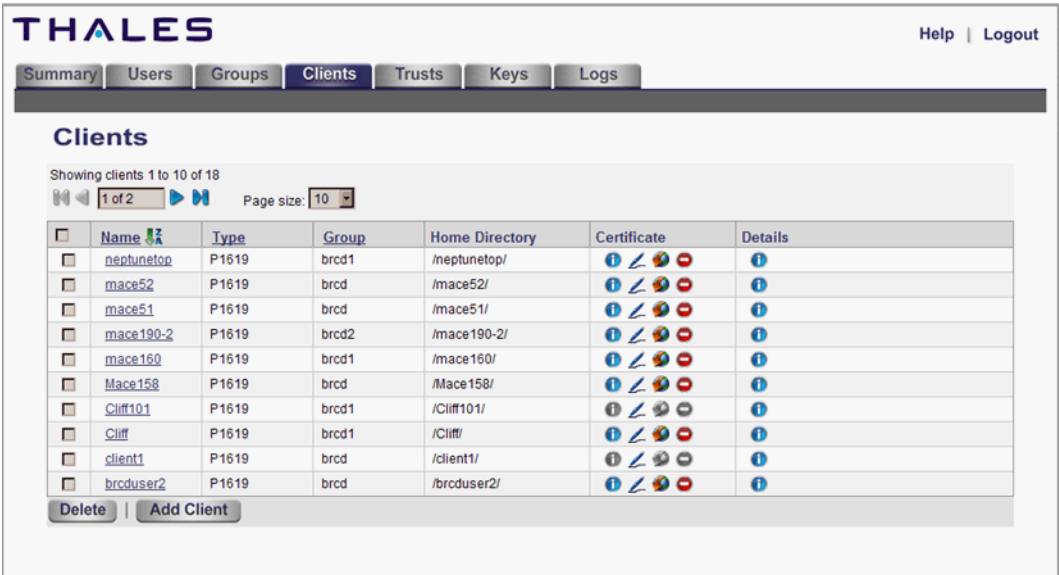 THALES
Help | Logout
Summary Users Groups Clients Trusts Keys Logs
Clients
Showing clients 1 to 10 of 18
1 of 2 Page size: 10
Name Type Group Home Directory Certificate Details
neptunetop P1619 brcd1 /neptunetop/
mace52 P1619 brcd /mace52/
mace51 P1619 brcd /mace51/
mace190-2 P1619 brcd2 /mace190-2/
mace160 P1619 brcd1 /mace160/
Mace158 P1619 brcd /Mace158/
Cliff101 P1619 brcd1 /Cliff101/
Cliff P1619 brcd1 /Cliff/
client1 P1619 brcd /client1/
brcduser2 P1619 brcd /brcduser2/
Delete | Add Client